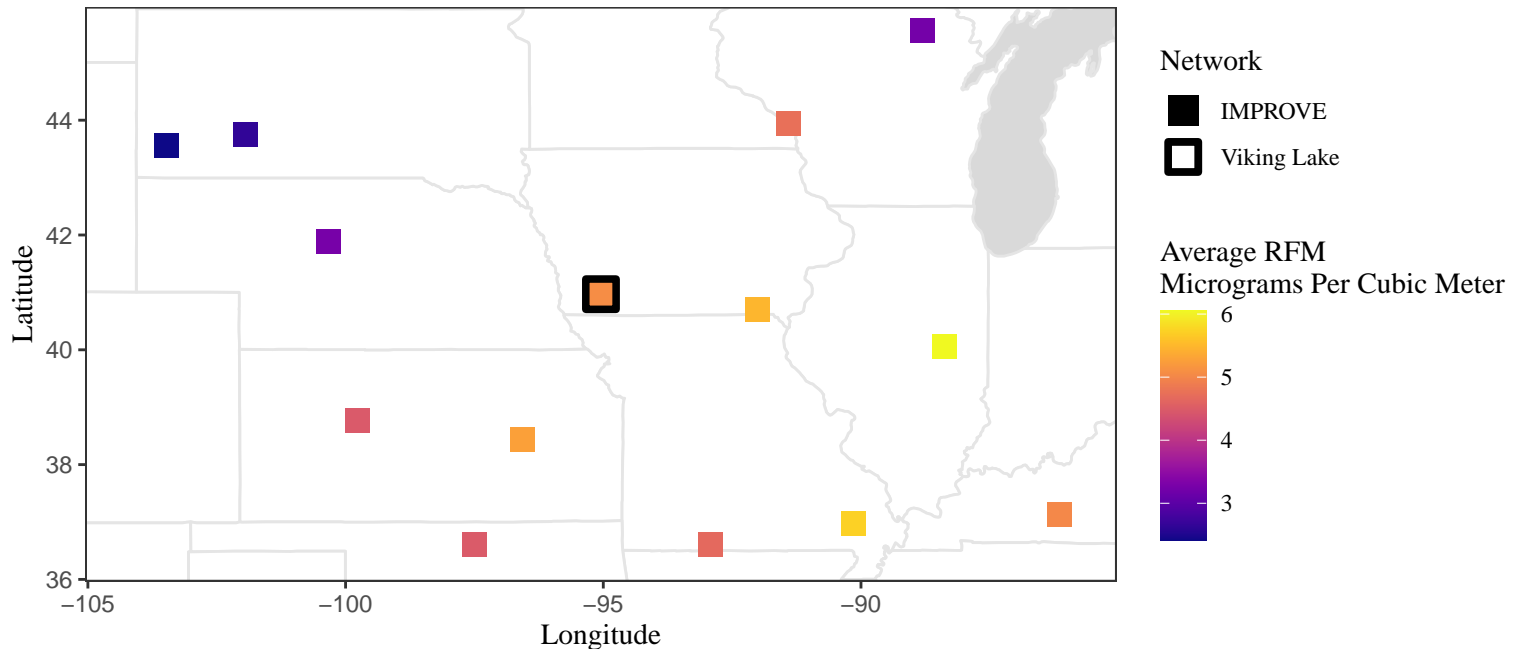 44
42
40
38
36
Latitude
−105
−100
−95
−90
Longitude
Network
IMPROVE
Viking Lake
Average RFM
Micrograms Per Cubic Meter
6
5
4
3